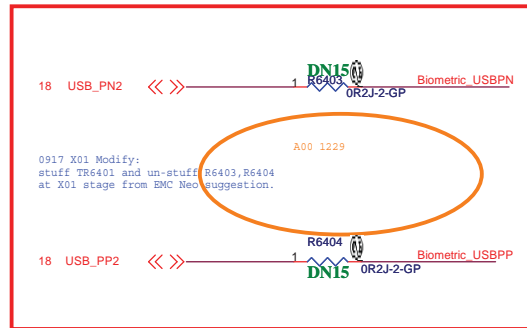 DN15
18 USB_PN2 1 R6403 Biometric_USBPN
0R2J-2-GP
A00 1229
0917 X01 Modify:
stuff TR6401 and un-stuff R6403,R6404
at X01 stage from EMC Neo suggestion.
R6404
18 USB_PP2 1 Biometric_USBPP
0R2J-2-GP
DN15